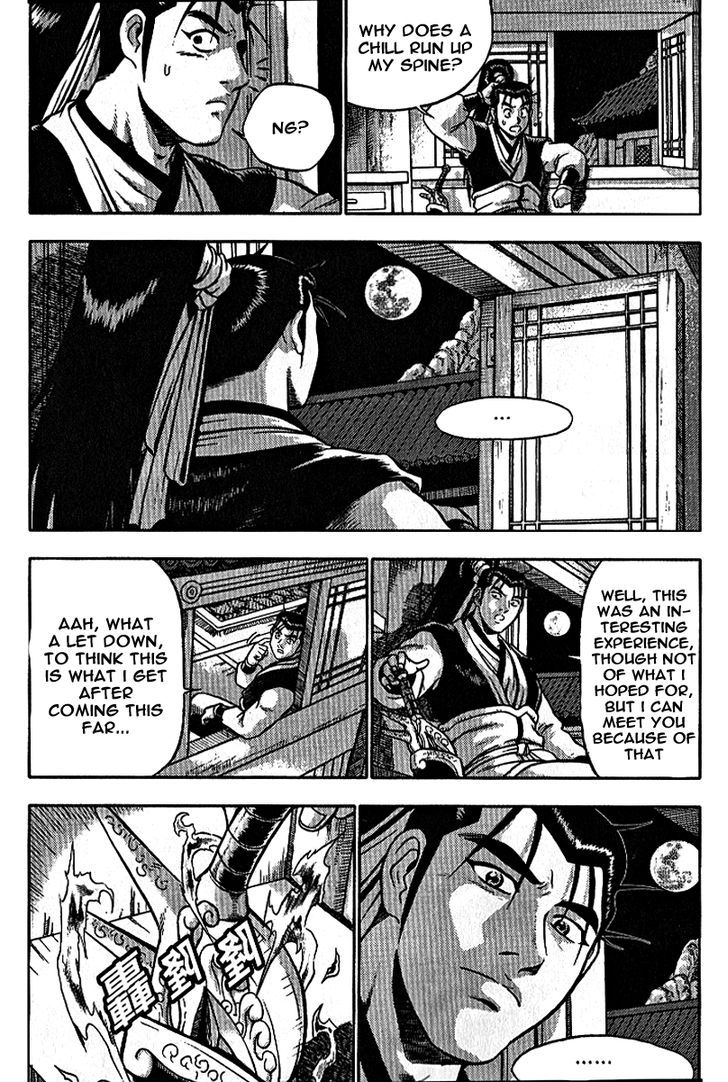 WHY DOES A
CHILL RUN UP
MY SPINE?
NG?
...
WELL, THIS
WAS AN IN-
TERESTING
EXPERIENCE,
THOUGH NOT
OF WHAT I
HOPED FOR,
BUT I CAN
MEET YOU
BECAUSE OF
THAT
AAH, WHAT
A LET DOWN,
TO THINK THIS
IS WHAT I GET
AFTER
COMING THIS
FAR...
......
轟